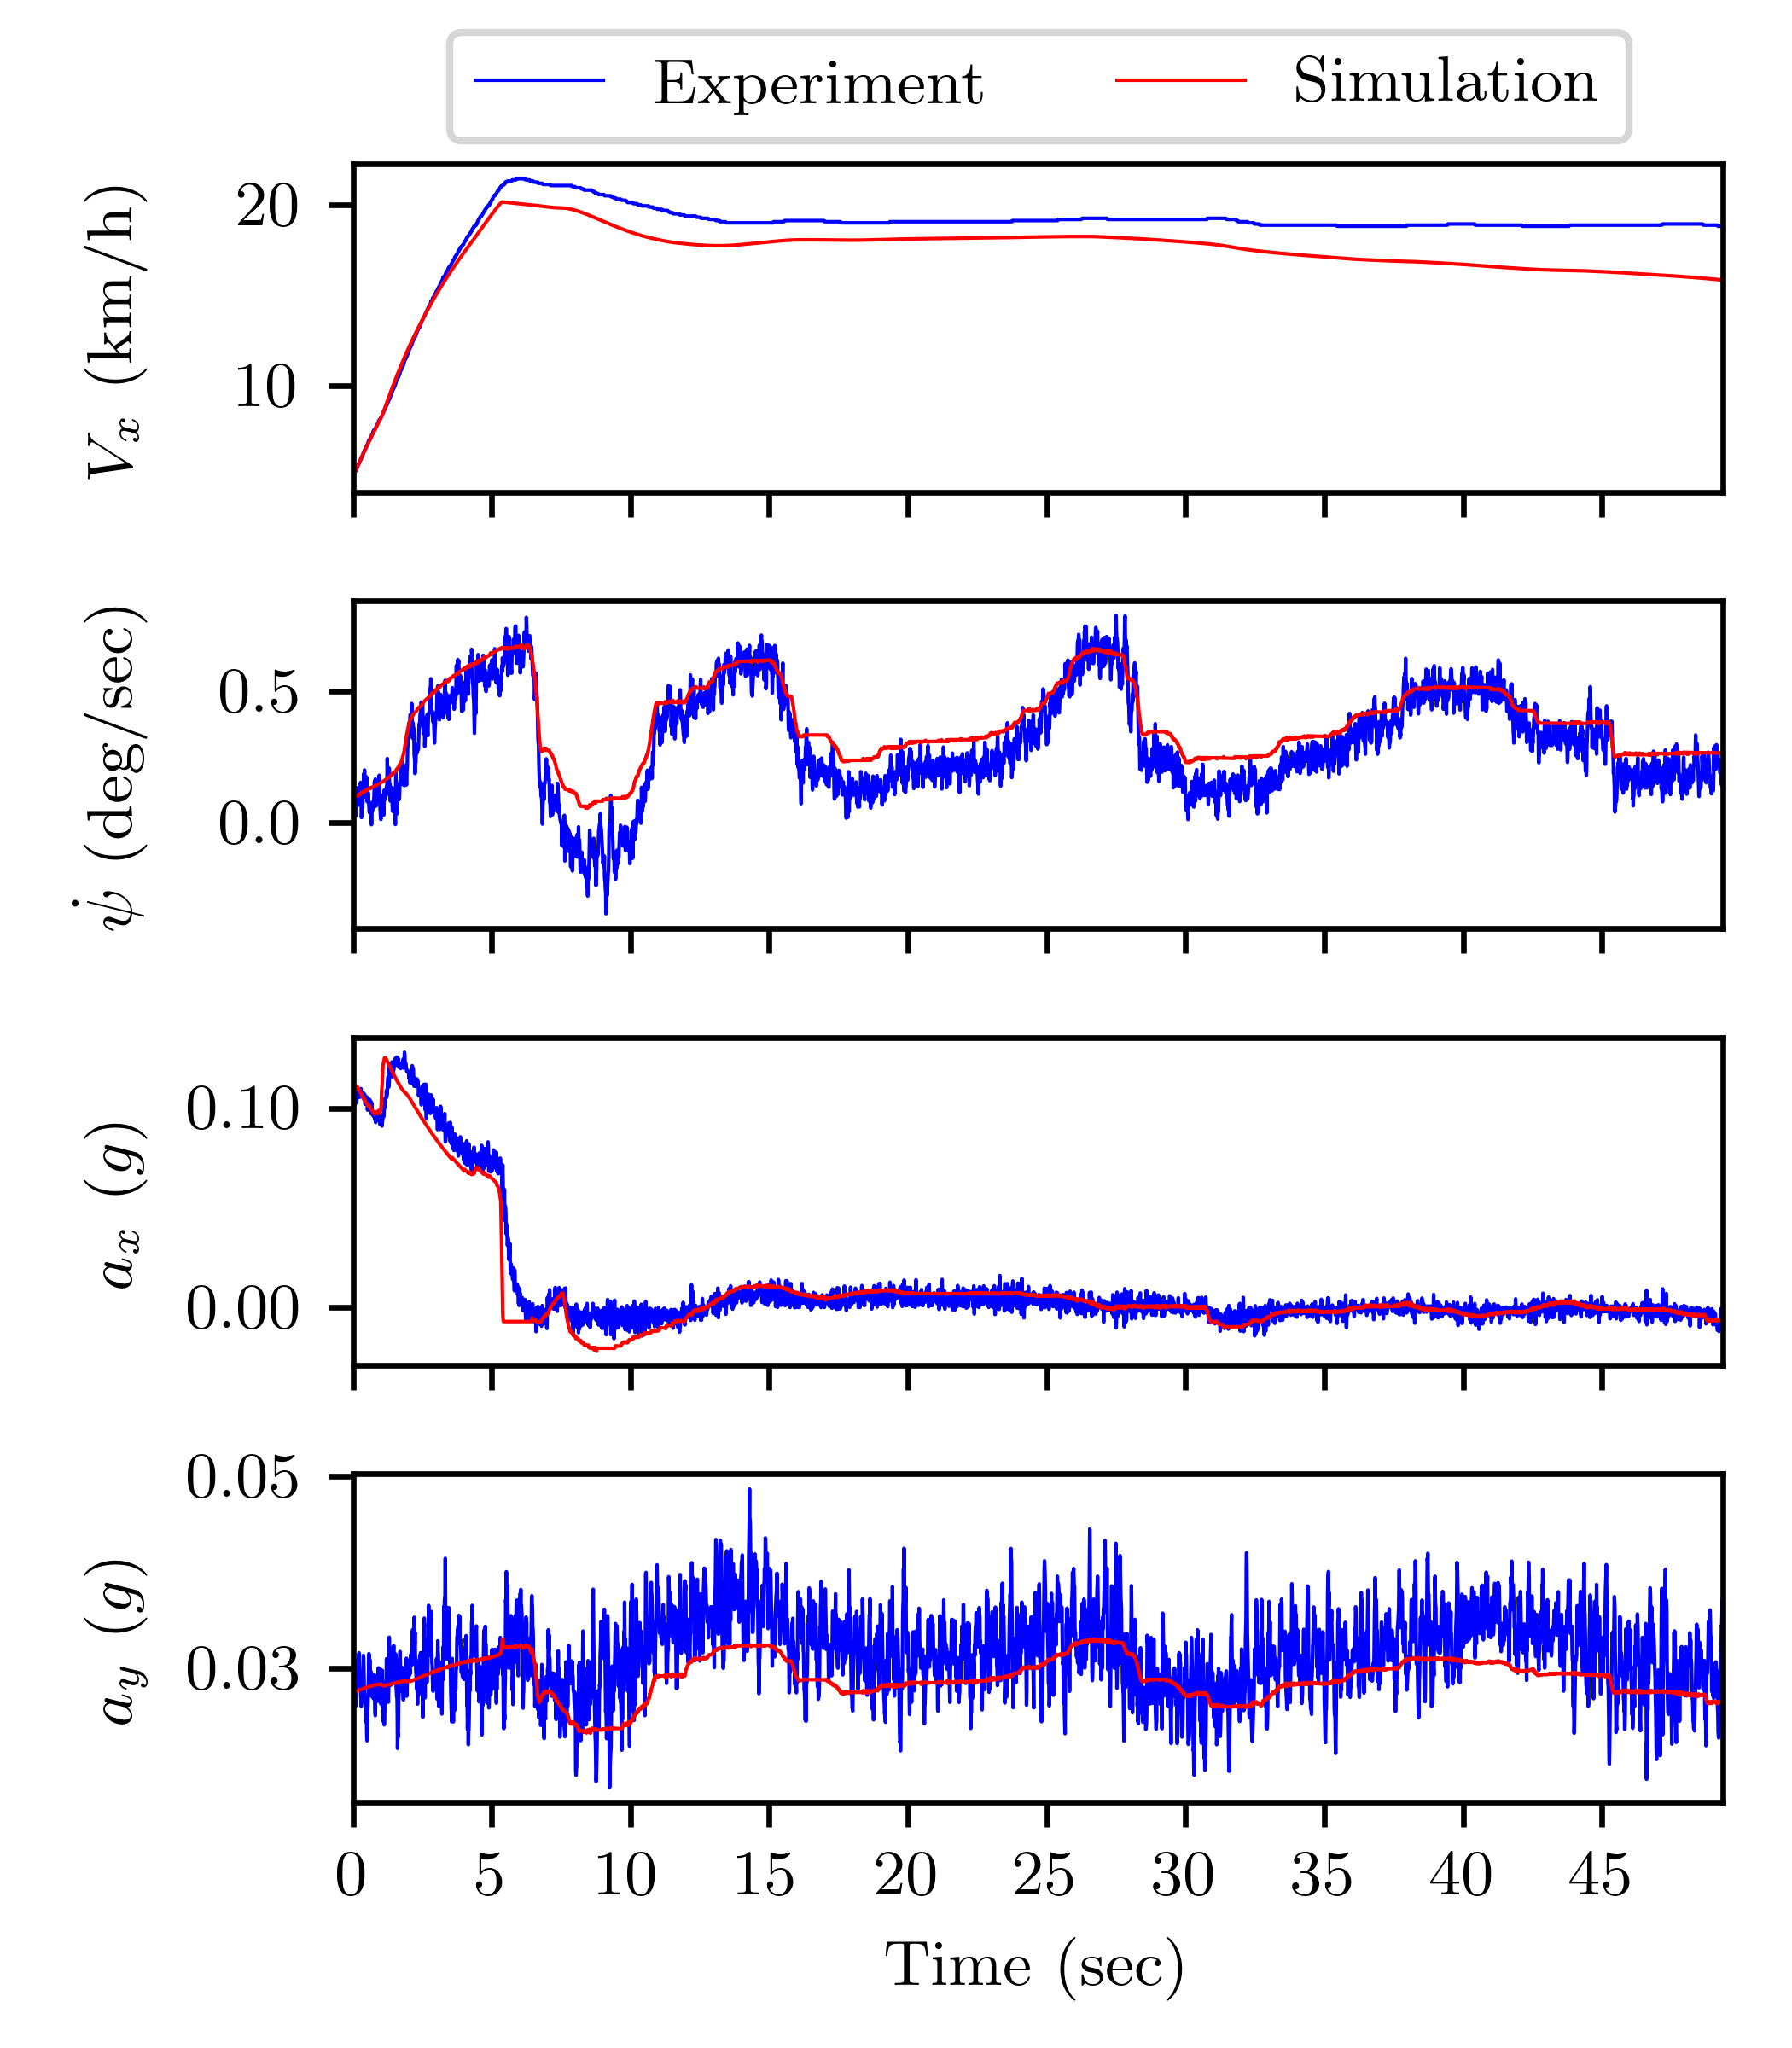 Experiment Simulation
V_x (km/h)
20
10
ψ̇ (deg/sec)
0.5
0.0
a_x (g)
0.10
0.00
a_y (g)
0.05
0.03
0 5 10 15 20 25 30 35 40 45
Time (sec)